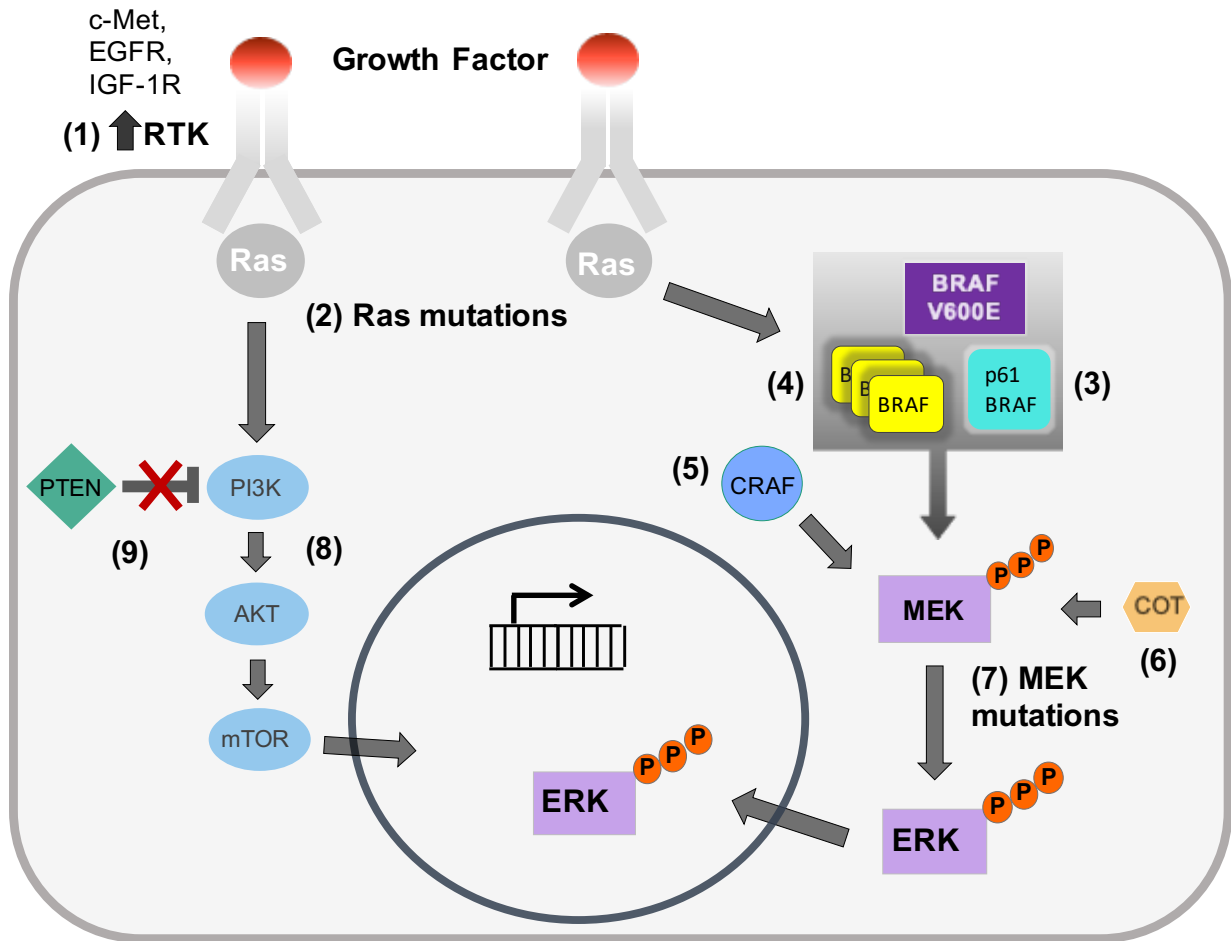 c-Met,
EGFR,
IGF-1R
(1) RTK
Growth Factor
Ras
Ras
(2) Ras mutations
BRAF
V600E
(4)
B
B
BRAF
p61
BRAF
(3)
PTEN
PI3K
(9)
(8)
(5)
CRAF
AKT
mTOR
P
P
P
MEK
COT
(6)
(7) MEK
mutations
P
P
P
ERK
P
P
P
ERK